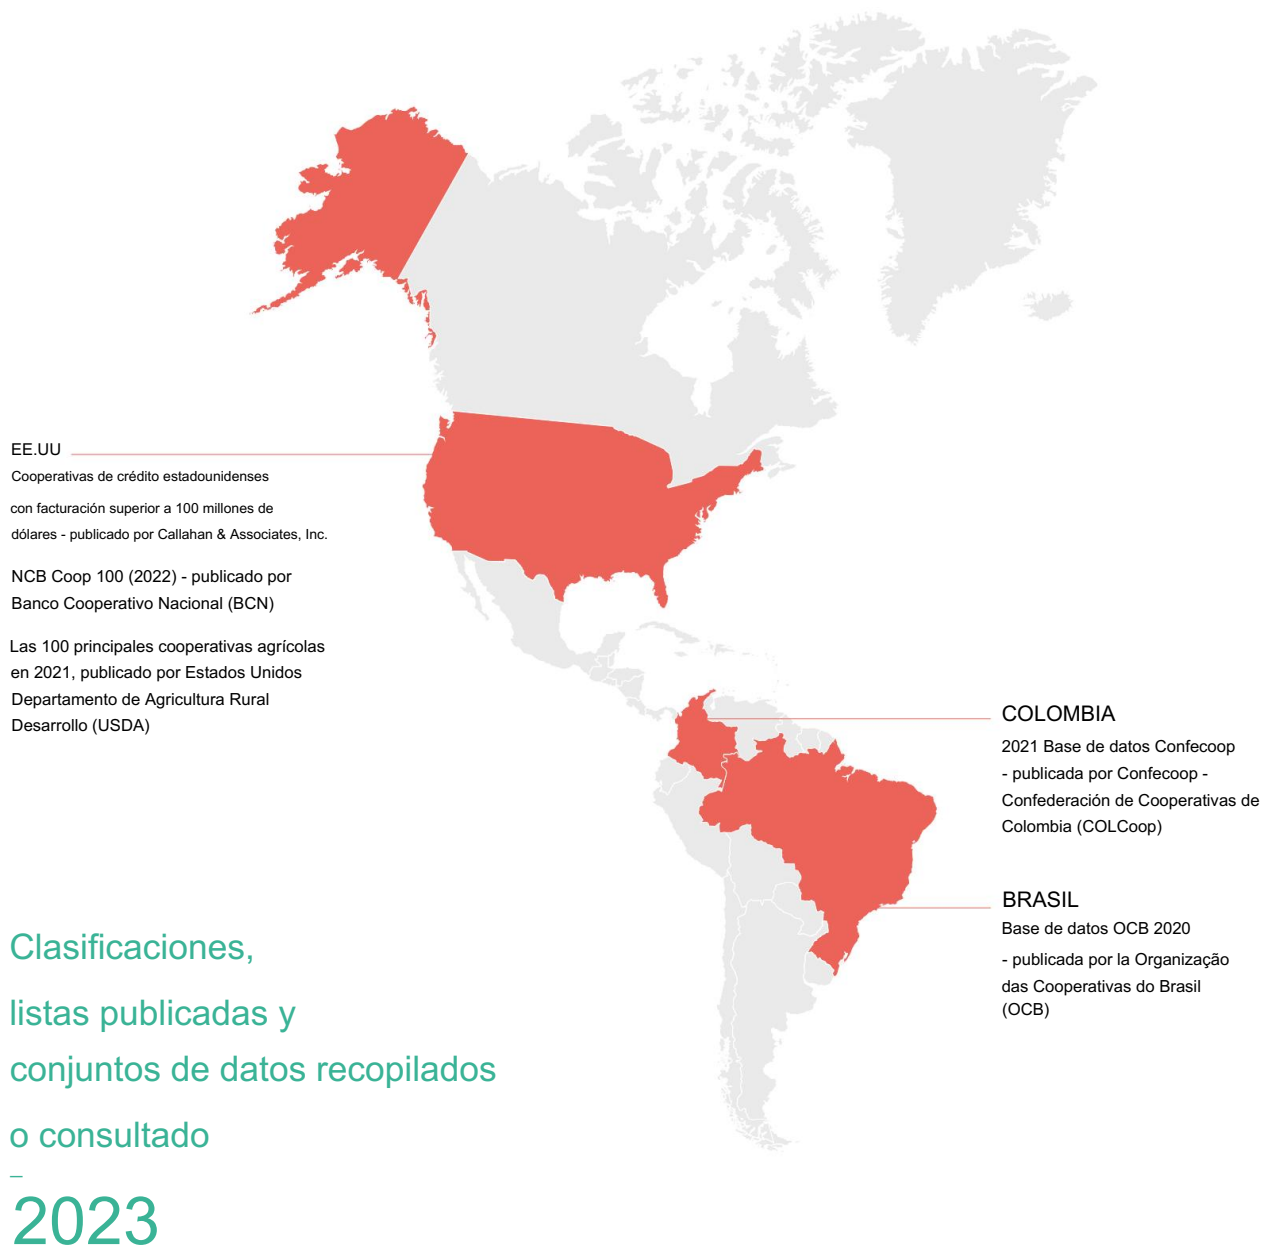 EE.UU
Cooperativas de crédito estadounidenses
con facturación superior a 100 millones de
dólares - publicado por Callahan & Associates, Inc.
NCB Coop 100 (2022) - publicado por
Banco Cooperativo Nacional (BCN)
Las 100 principales cooperativas agrícolas
en 2021, publicado por Estados Unidos
Departamento de Agricultura Rural
Desarrollo (USDA)
COLOMBIA
2021 Base de datos Confecoop
- publicada por Confecoop -
Confederación de Cooperativas de
Colombia (COLCoop)
BRASIL
Base de datos OCB 2020
- publicada por la Organização
das Cooperativas do Brasil
(OCB)
Clasificaciones,
listas publicadas y
conjuntos de datos recopilados
o consultado
–
2023